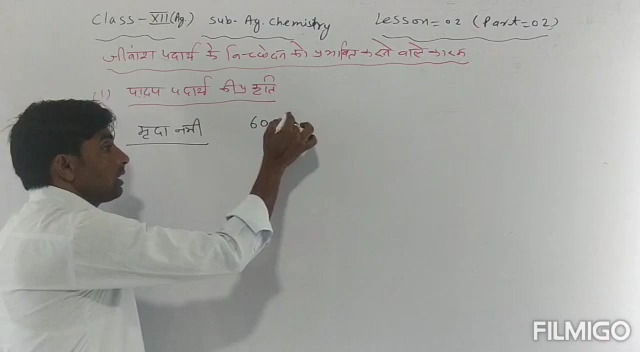 Class- XII(Ag.) Sub- Ag. Chemistry Lesson= 02 (Part=02)
जीवांश पदार्थ के विच्छेदन को प्रभावित करने वाले कारक
(1) पादप पदार्थ की प्रकृति
मृदा नमी 60
FILMIGO